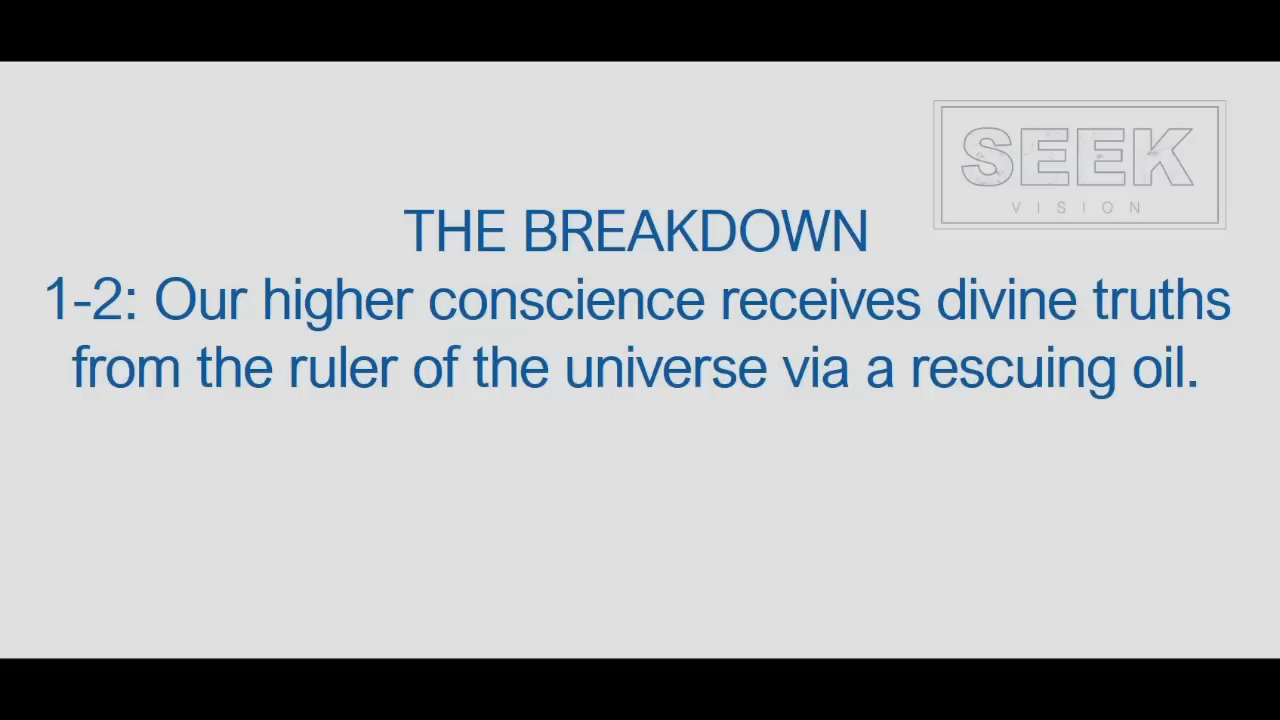 SEEK
VISION
THE BREAKDOWN
1-2: Our higher conscience receives divine truths
from the ruler of the universe via a rescuing oil.